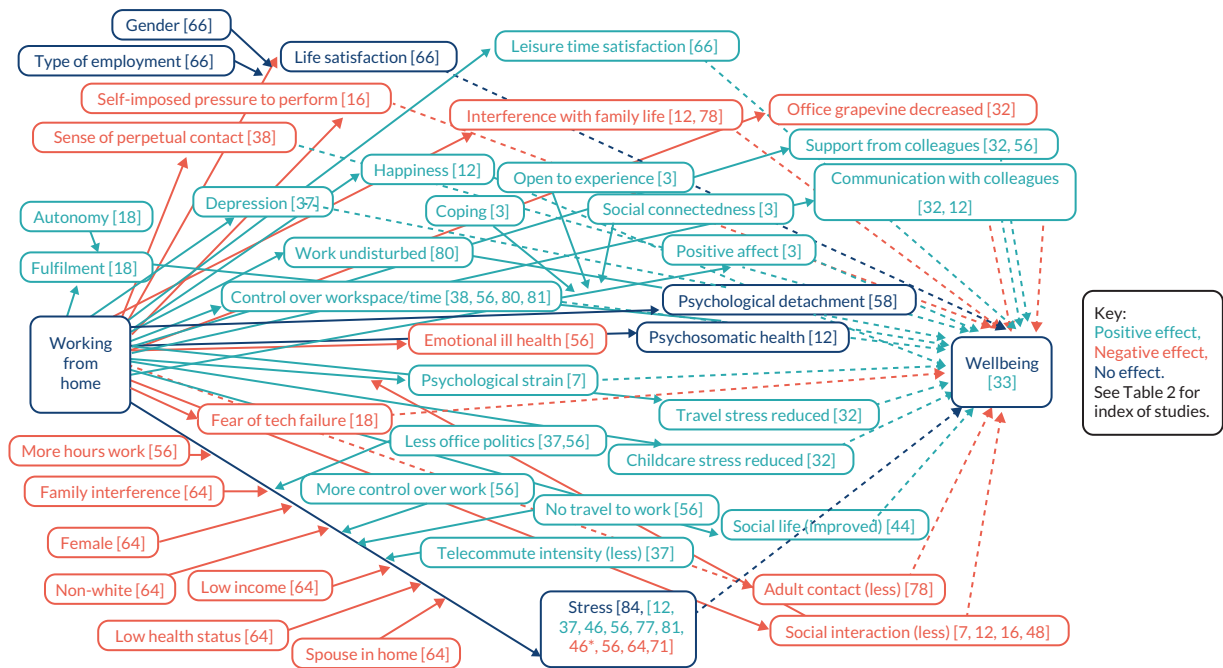 Gender [66]
Leisure time satisfaction [66]
Type of employment [66]
Life satisfaction [66]
Self-imposed pressure to perform [16]
Interference with family life [12, 78]
Office grapevine decreased [32]
Sense of perpetual contact [38]
Support from colleagues [32, 56]
Happiness [12]
Open to experience [3]
Communication with colleagues
[32, 12]
Depression [37]
Coping [3]
Social connectedness [3]
Autonomy [18]
Work undisturbed [80]
Positive affect [3]
Fulfilment [18]
Control over workspace/time [38, 56, 80, 81]
Psychological detachment [58]
Working
from
home
Emotional ill health [56]
Psychosomatic health [12]
Wellbeing
[33]
Key:
Positive effect,
Negative effect,
No effect.
See Table 2 for
index of studies.
Psychological strain [7]
Travel stress reduced [32]
Fear of tech failure [18]
Less office politics [37,56]
Childcare stress reduced [32]
More hours work [56]
Family interference [64]
More control over work [56]
No travel to work [56]
Social life (improved) [44]
Female [64]
Telecommute intensity (less) [37]
Non-white [64]
Low income [64]
Adult contact (less) [78]
Stress [84, [12,
37, 46, 56, 77, 81,
46*, 56, 64,71]
Low health status [64]
Social interaction (less) [7, 12, 16, 48]
Spouse in home [64]